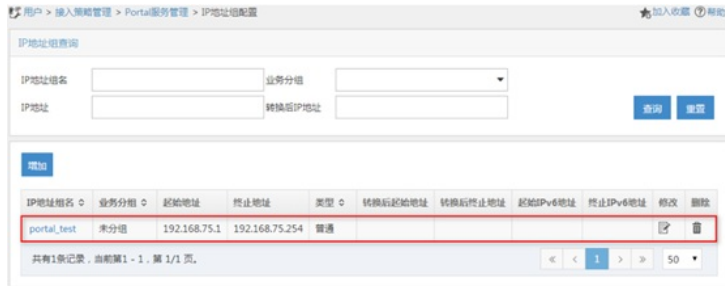 用户 > 接入策略管理 > Portal服务管理 > IP地址组配置 加入收藏 ?帮助
IP地址组查询
IP地址组名 业务分组
IP地址 转换后IP地址 查询 重置
增加
IP地址组名 业务分组 起始地址 终止地址 类型 转换后起始地址 转换后终止地址 起始IPv6地址 终止IPv6地址 修改 删除
portal_test 未分组 192.168.75.1 192.168.75.254 普通
共有1条记录，当前第1 - 1，第 1/1 页。 « < 1 > » 50